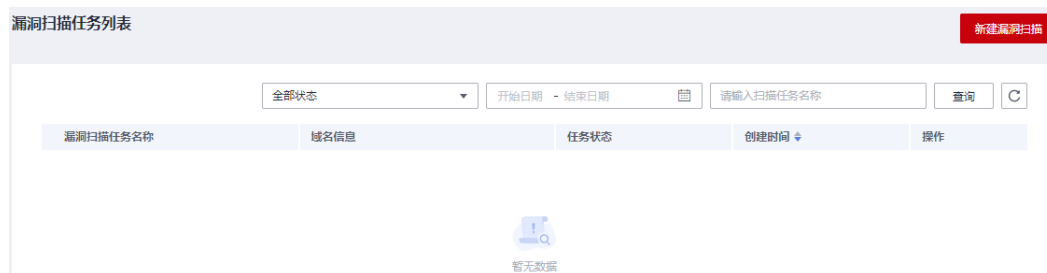 漏洞扫描任务列表
新建漏洞扫描
全部状态 开始日期 - 结束日期 请输入扫描任务名称 查询
漏洞扫描任务名称 域名信息 任务状态 创建时间 操作
暂无数据